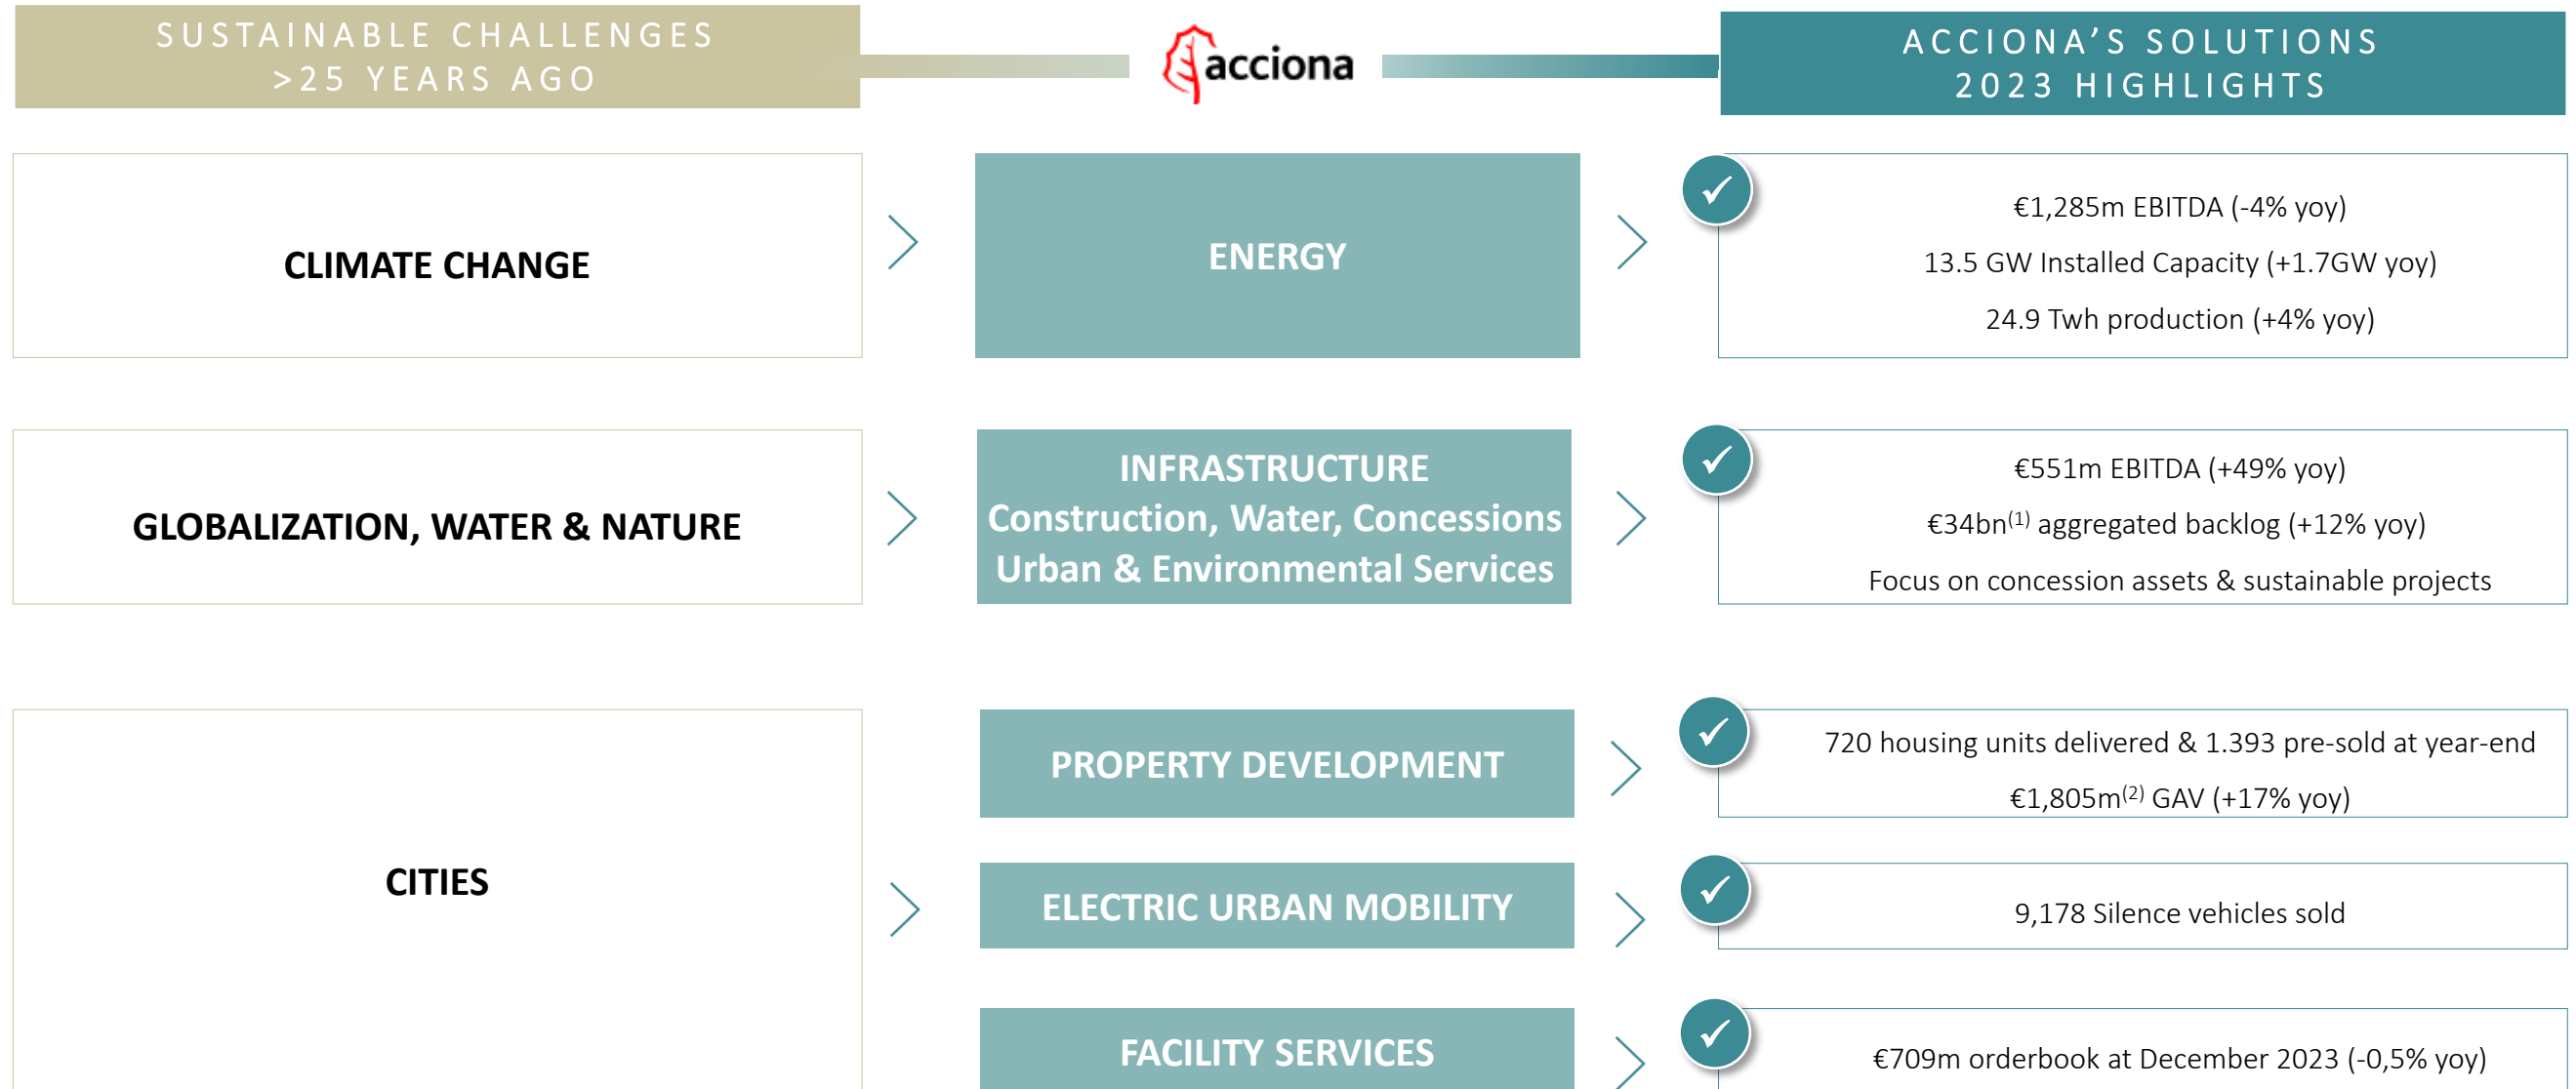 SUSTAINABLE CHALLENGES
>25 YEARS AGO
acciona
ACCIONA’S SOLUTIONS
2023 HIGHLIGHTS
CLIMATE CHANGE
ENERGY
€1,285m EBITDA (-4% yoy)
13.5 GW Installed Capacity (+1.7GW yoy)
24.9 Twh production (+4% yoy)
GLOBALIZATION, WATER & NATURE
INFRASTRUCTURE
Construction, Water, Concessions
Urban & Environmental Services
€551m EBITDA (+49% yoy)
€34bn(1) aggregated backlog (+12% yoy)
Focus on concession assets & sustainable projects
CITIES
PROPERTY DEVELOPMENT
720 housing units delivered & 1.393 pre-sold at year-end
€1,805m(2) GAV (+17% yoy)
ELECTRIC URBAN MOBILITY
9,178 Silence vehicles sold
FACILITY SERVICES
€709m orderbook at December 2023 (-0,5% yoy)